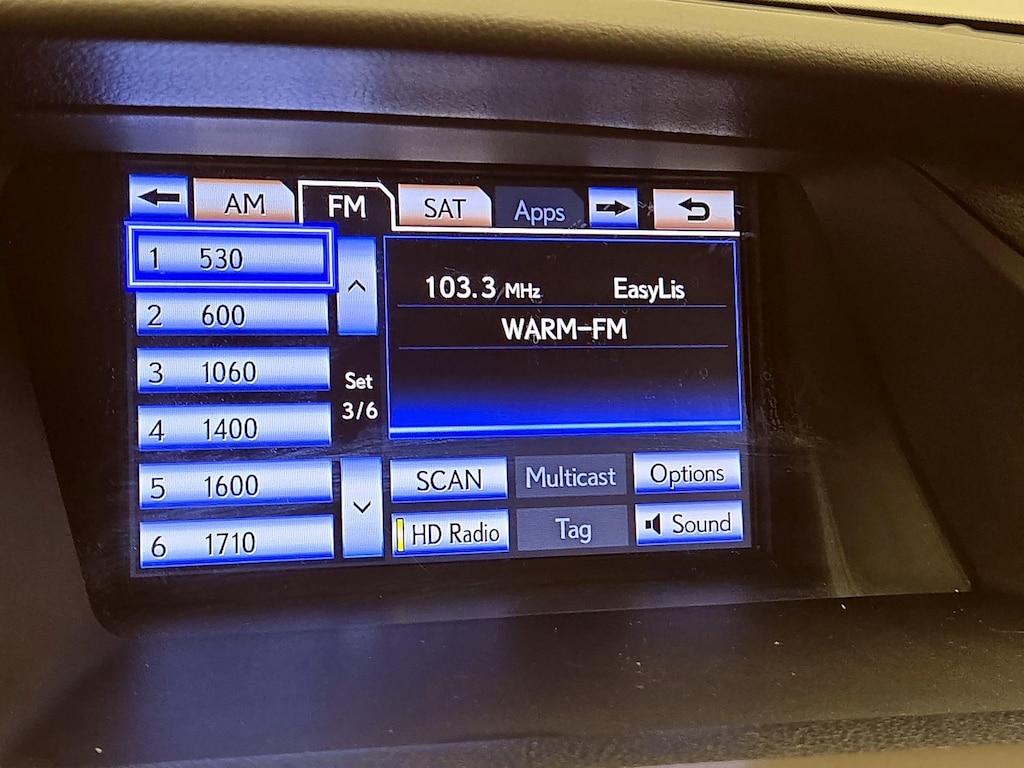 AM FM SAT Apps
1 530
2 600
3 1060
4 1400
5 1600
6 1710
Set
3/6
103.3 MHz EasyLis
WARM-FM
SCAN Multicast Options
HD Radio Tag Sound